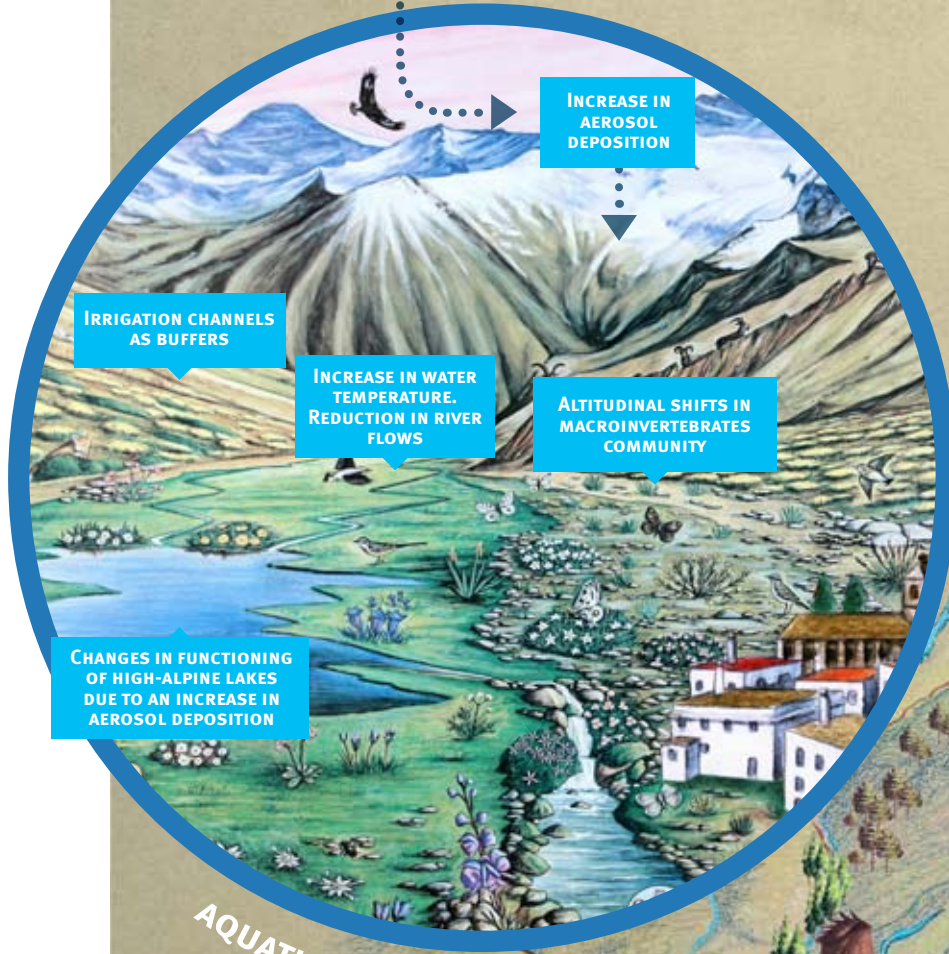 Increase in
aerosol
deposition
Irrigation channels
as buffers
Increase in water
temperature.
Reduction in river
flows
Altitudinal shifts in
macroinvertebrates
community
Changes in functioning
of high-alpine lakes
due to an increase in
aerosol deposition